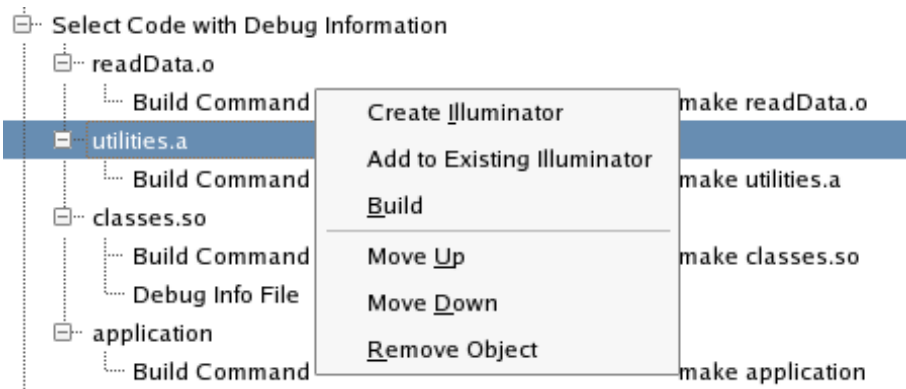 Select Code with Debug Information
readData.o
Build Command make readData.o
utilities.a
Build Command make utilities.a
classes.so
Build Command make classes.so
Debug Info File
application
Build Command make application
Create Illuminator
Add to Existing Illuminator
Build
Move Up
Move Down
Remove Object